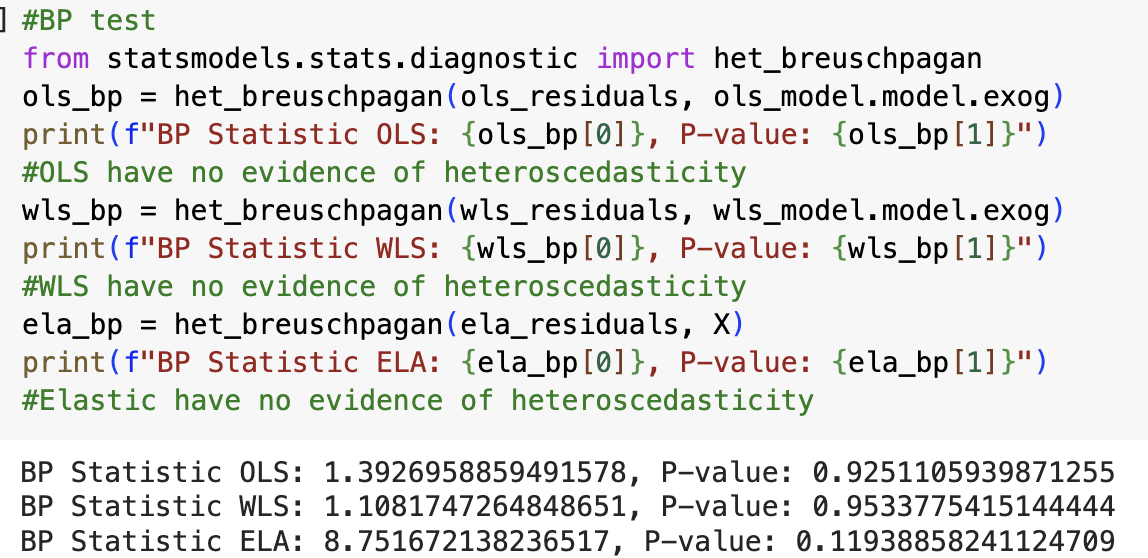 ] #BP test
from statsmodels.stats.diagnostic import het_breuschpagan
ols_bp = het_breuschpagan(ols_residuals, ols_model.model.exog)
print(f"BP Statistic OLS: {ols_bp[0]}, P-value: {ols_bp[1]}")
#OLS have no evidence of heteroscedasticity
wls_bp = het_breuschpagan(wls_residuals, wls_model.model.exog)
print(f"BP Statistic WLS: {wls_bp[0]}, P-value: {wls_bp[1]}")
#WLS have no evidence of heteroscedasticity
ela_bp = het_breuschpagan(ela_residuals, X)
print(f"BP Statistic ELA: {ela_bp[0]}, P-value: {ela_bp[1]}")
#Elastic have no evidence of heteroscedasticity
BP Statistic OLS: 1.3926958859491578, P-value: 0.9251105939871255
BP Statistic WLS: 1.1081747264848651, P-value: 0.9533775415144444
BP Statistic ELA: 8.751672138236517, P-value: 0.11938858241124709